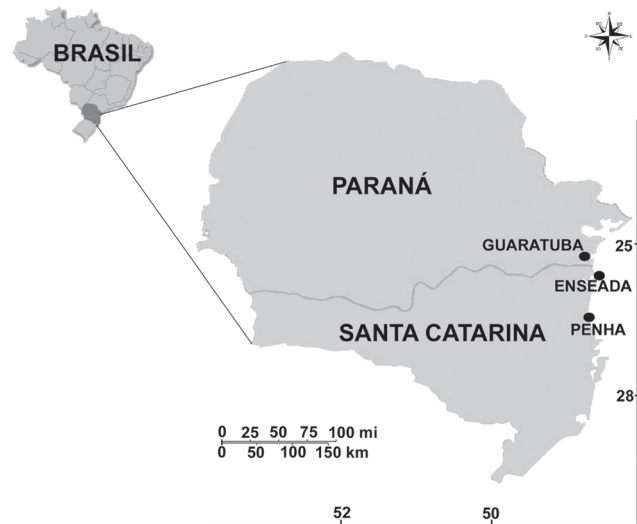 BRASIL
PARANÁ
GUARATUBA
25
ENSEADA
SANTA CATARINA
PENHA
28
0 25 50 75 100 mi
0 50 100 150 km
52 50